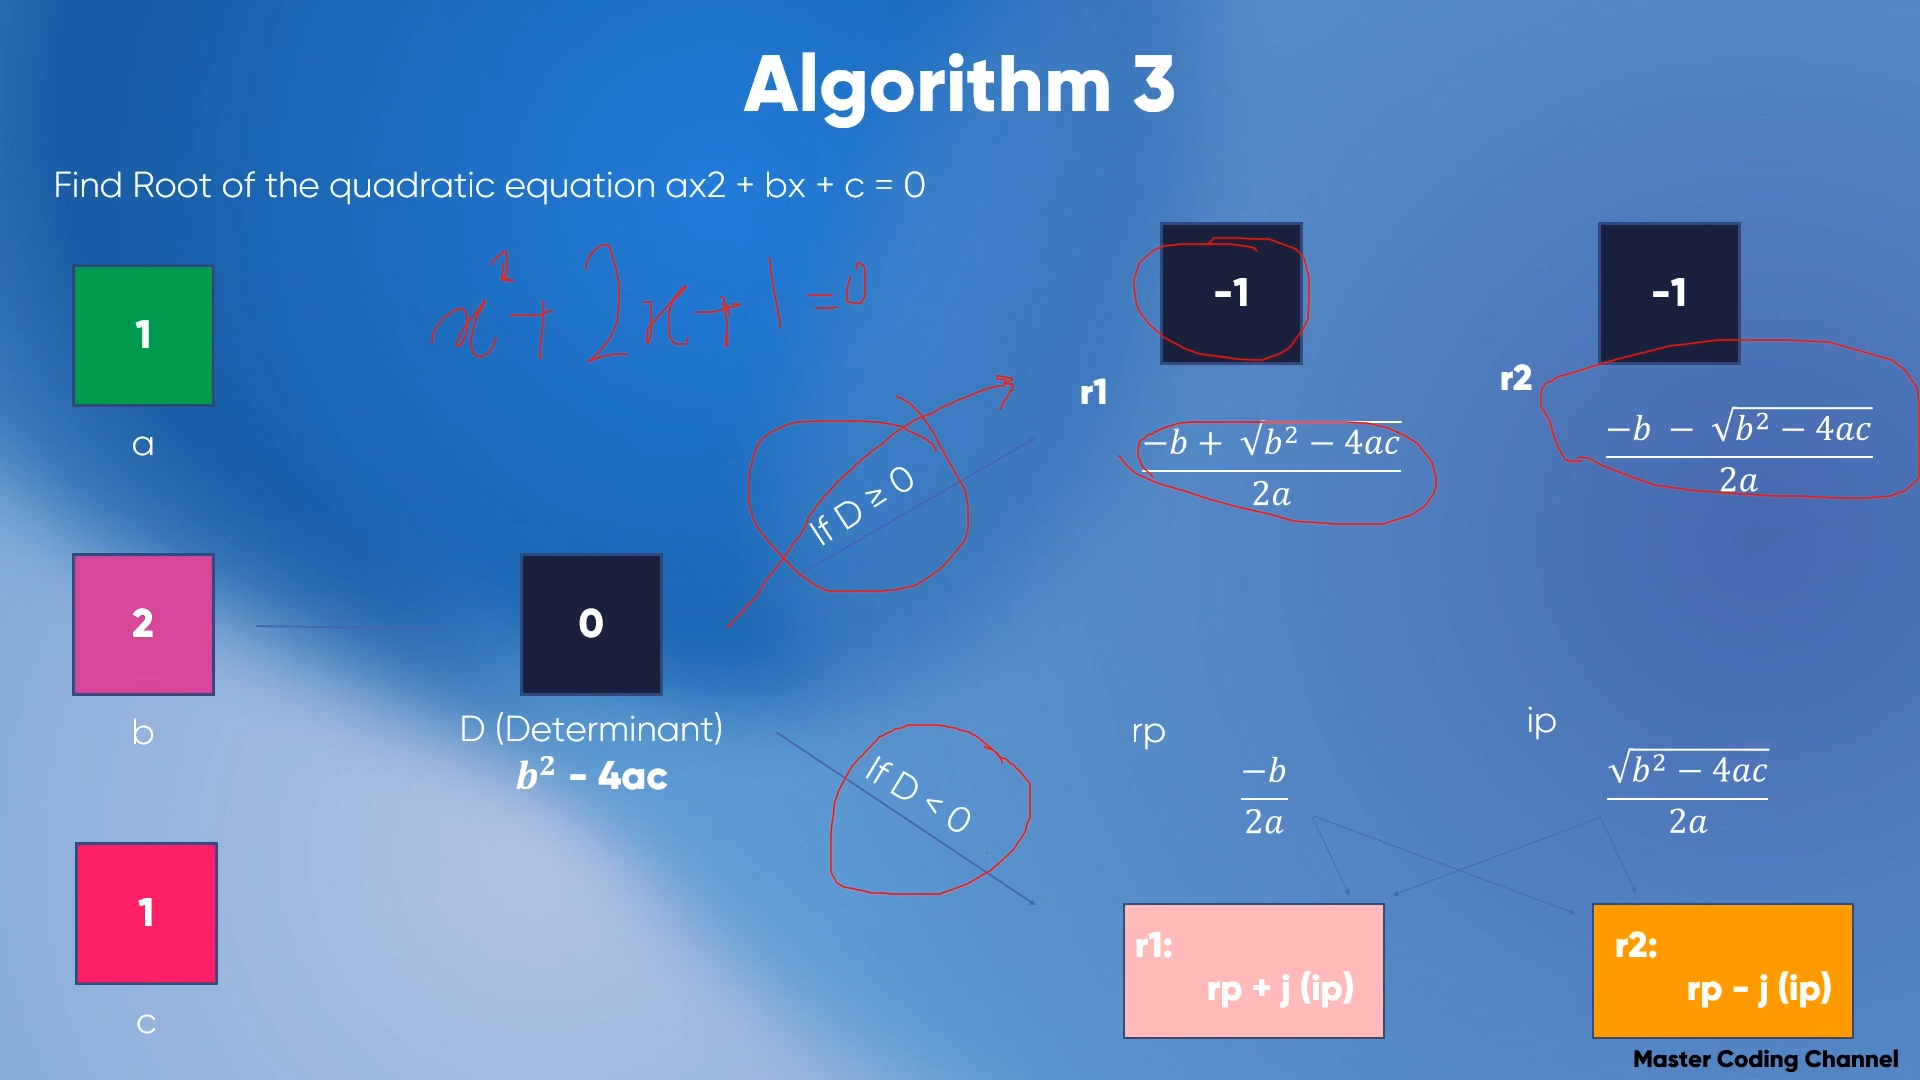 Algorithm 3
Find Root of the quadratic equation ax2 + bx + c = 0
x² + 2x + 1 = 0
1
a
2
b
1
c
0
D (Determinant)
b² - 4ac
If D ≥ 0
If D < 0
-1
r1
−b + √b² − 4ac
2a
-1
r2
−b − √b² − 4ac
2a
rp
−b
2a
ip
√b² − 4ac
2a
r1:
rp + j (ip)
r2:
rp - j (ip)
Master Coding Channel